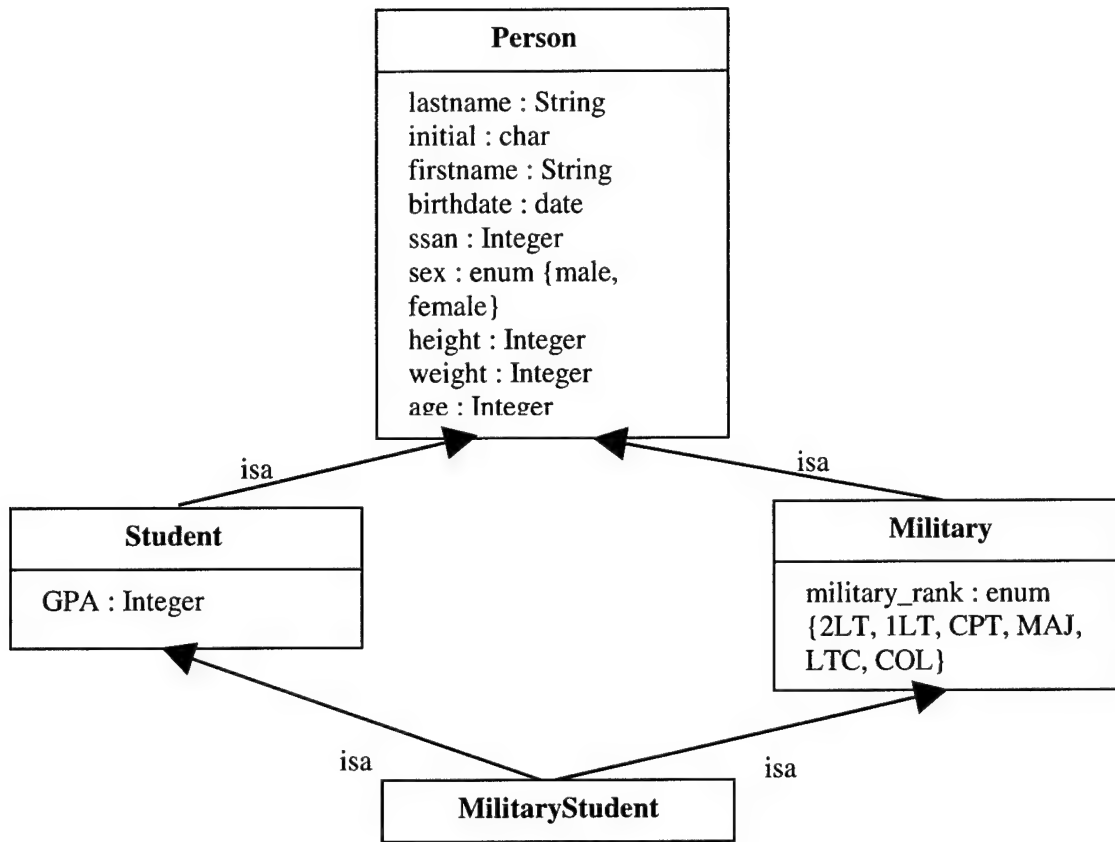 Person
lastname : String
initial : char
firstname : String
birthdate : date
ssan : Integer
sex : enum {male,
female}
height : Integer
weight : Integer
age : Integer
isa
isa
Student
GPA : Integer
Military
military_rank : enum
{2LT, 1LT, CPT, MAJ,
LTC, COL}
isa
isa
MilitaryStudent